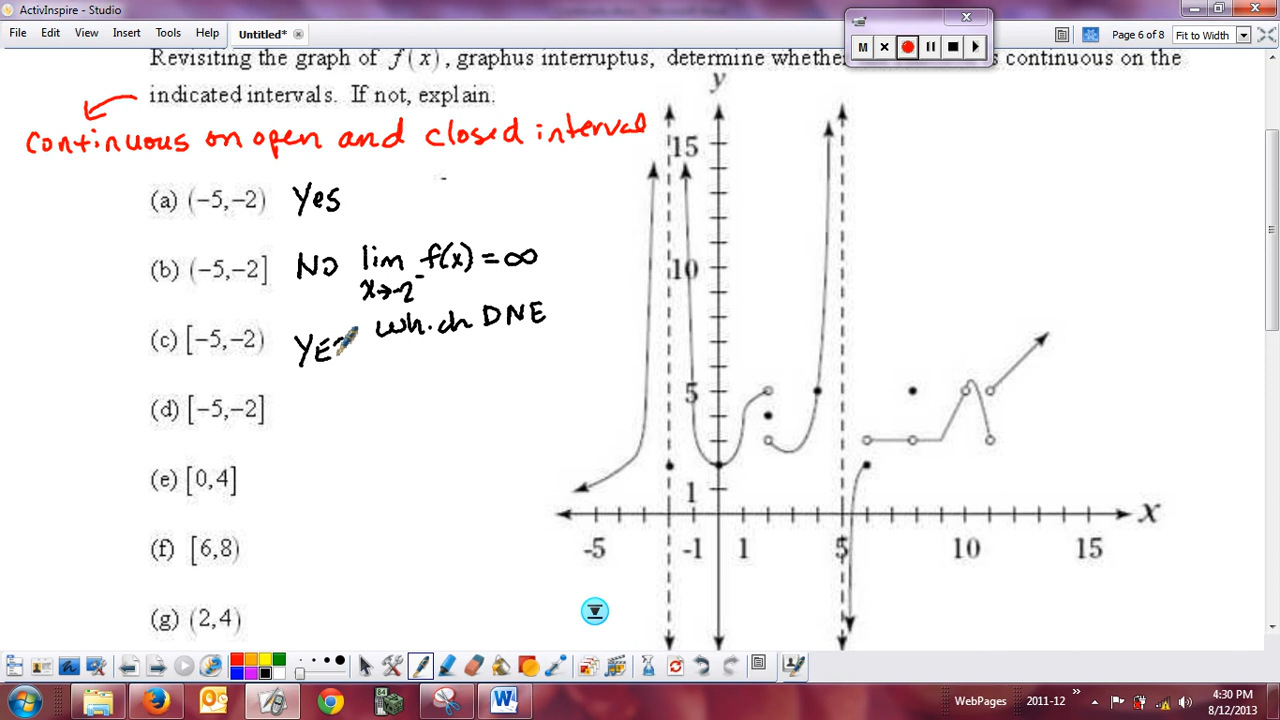 ActivInspire - Studio
File Edit View Insert Tools Help Untitled* Page 6 of 8 Fit to Width
M
Revisiting the graph of f(x), graphus interruptus, determine whether s continuous on the
indicated intervals. If not, explain.
continuous on open and closed interval
(a) (−5,−2) Yes
(b) (−5,−2] NO lim f(x) = ∞
x→-2⁻
which DNE
(c) [−5,−2) YES
(d) [−5,−2]
(e) [0,4]
(f) [6,8)
(g) (2,4)
y
15
10
5
1
-5 -1 1 5 10 15 x
WebPages 2011-12 » 4:30 PM
8/12/2013